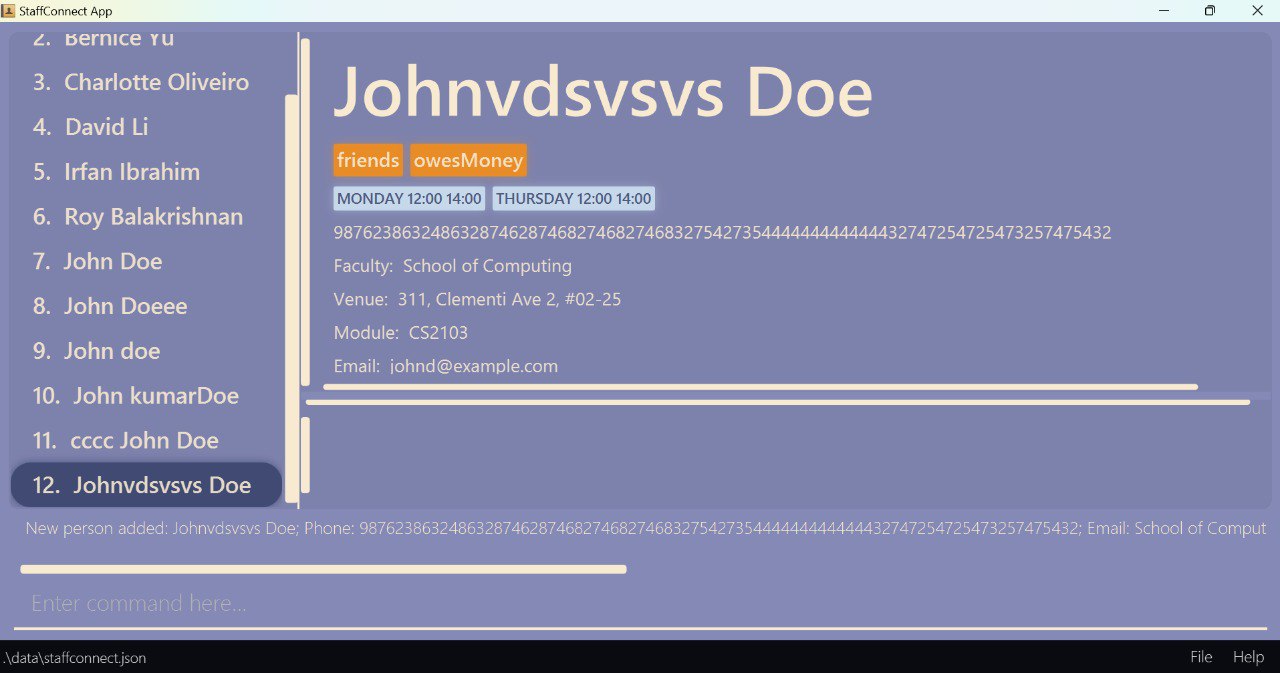 StaffConnect App
2. Bernice Yu
3. Charlotte Oliveiro
4. David Li
5. Irfan Ibrahim
6. Roy Balakrishnan
7. John Doe
8. John Doeee
9. John doe
10. John kumarDoe
11. cccc John Doe
12. Johnvdsvsvs Doe
Johnvdsvsvs Doe
friends owesMoney
MONDAY 12:00 14:00 THURSDAY 12:00 14:00
Faculty: School of Computing
Venue: 311, Clementi Ave 2, #02-25
Module: CS2103
Email: johnd@example.com
New person added: Johnvdsvsvs Doe; Phone: Email: School of Comput
Enter command here...
.\data\staffconnect.json
File Help